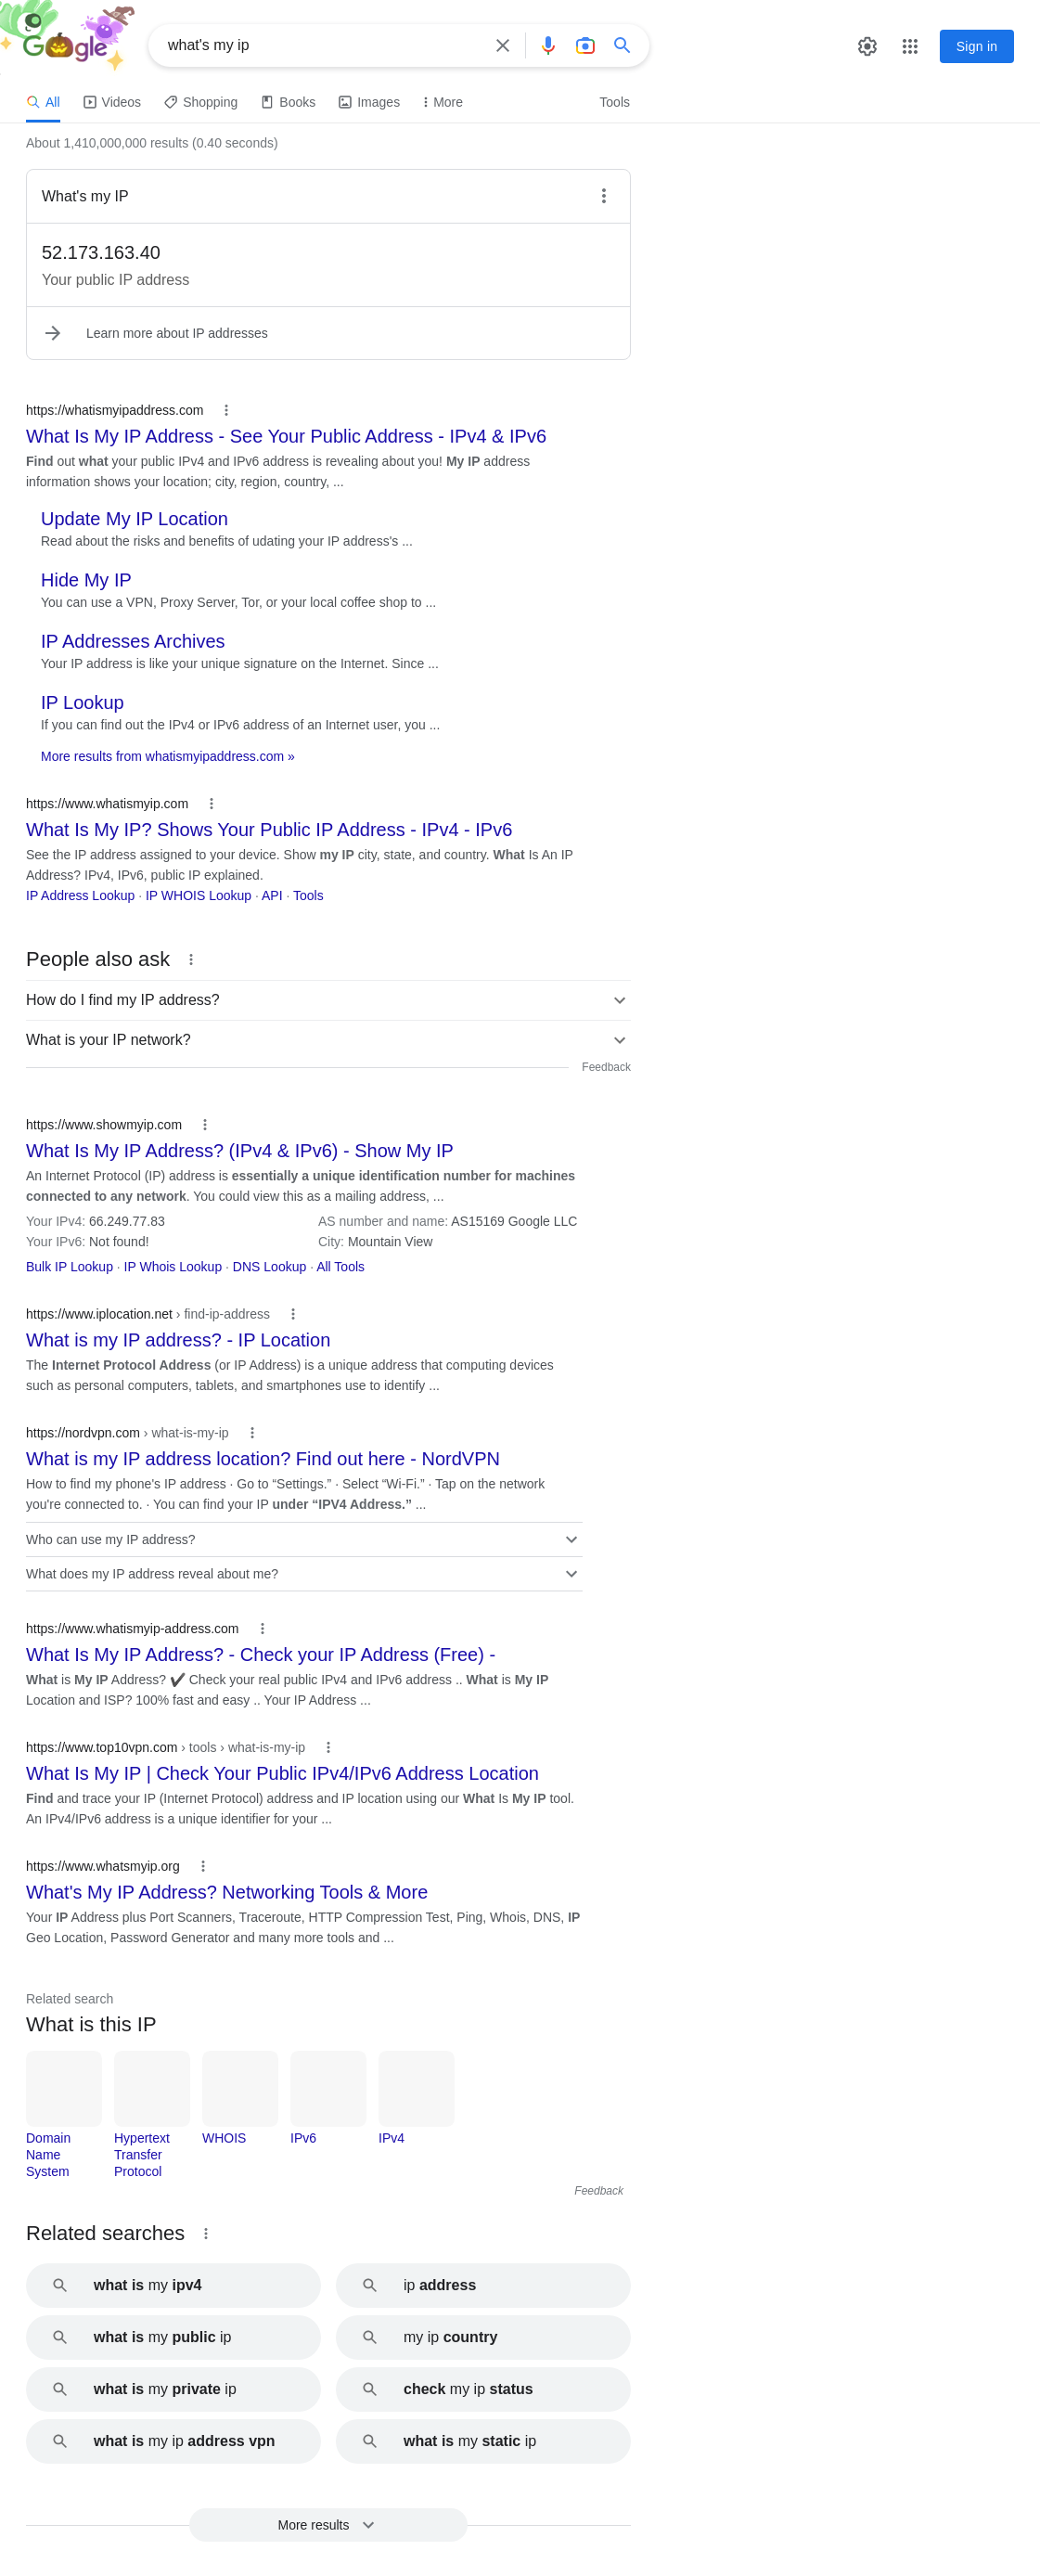 Google
what's my ip
Sign in
All
Videos
Shopping
Books
Images
More
Tools
About 1,410,000,000 results (0.40 seconds)
What's my IP
52.173.163.40
Your public IP address
Learn more about IP addresses
https://whatismyipaddress.com
What Is My IP Address - See Your Public Address - IPv4 & IPv6
Find out what your public IPv4 and IPv6 address is revealing about you! My IP address
information shows your location; city, region, country, ...
Update My IP Location
Read about the risks and benefits of udating your IP address's ...
Hide My IP
You can use a VPN, Proxy Server, Tor, or your local coffee shop to ...
IP Addresses Archives
Your IP address is like your unique signature on the Internet. Since ...
IP Lookup
If you can find out the IPv4 or IPv6 address of an Internet user, you ...
More results from whatismyipaddress.com »
https://www.whatismyip.com
What Is My IP? Shows Your Public IP Address - IPv4 - IPv6
See the IP address assigned to your device. Show my IP city, state, and country. What Is An IP
Address? IPv4, IPv6, public IP explained.
IP Address Lookup · IP WHOIS Lookup · API · Tools
People also ask
How do I find my IP address?
What is your IP network?
Feedback
https://www.showmyip.com
What Is My IP Address? (IPv4 & IPv6) - Show My IP
An Internet Protocol (IP) address is essentially a unique identification number for machines
connected to any network. You could view this as a mailing address, ...
Your IPv4: 66.249.77.83
AS number and name: AS15169 Google LLC
Your IPv6: Not found!
City: Mountain View
Bulk IP Lookup · IP Whois Lookup · DNS Lookup · All Tools
https://www.iplocation.net › find-ip-address
What is my IP address? - IP Location
The Internet Protocol Address (or IP Address) is a unique address that computing devices
such as personal computers, tablets, and smartphones use to identify ...
https://nordvpn.com › what-is-my-ip
What is my IP address location? Find out here - NordVPN
How to find my phone's IP address · Go to “Settings.” · Select “Wi-Fi.” · Tap on the network
you're connected to. · You can find your IP under “IPV4 Address.” ...
Who can use my IP address?
What does my IP address reveal about me?
https://www.whatismyip-address.com
What Is My IP Address? - Check your IP Address (Free) -
What is My IP Address? ✔️ Check your real public IPv4 and IPv6 address .. What is My IP
Location and ISP? 100% fast and easy .. Your IP Address ...
https://www.top10vpn.com › tools › what-is-my-ip
What Is My IP | Check Your Public IPv4/IPv6 Address Location
Find and trace your IP (Internet Protocol) address and IP location using our What Is My IP tool.
An IPv4/IPv6 address is a unique identifier for your ...
https://www.whatsmyip.org
What's My IP Address? Networking Tools & More
Your IP Address plus Port Scanners, Traceroute, HTTP Compression Test, Ping, Whois, DNS, IP
Geo Location, Password Generator and many more tools and ...
Related search
What is this IP
Domain
Name
System
Hypertext
Transfer
Protocol
WHOIS
IPv6
IPv4
Feedback
Related searches
what is my ipv4
ip address
what is my public ip
my ip country
what is my private ip
check my ip status
what is my ip address vpn
what is my static ip
More results